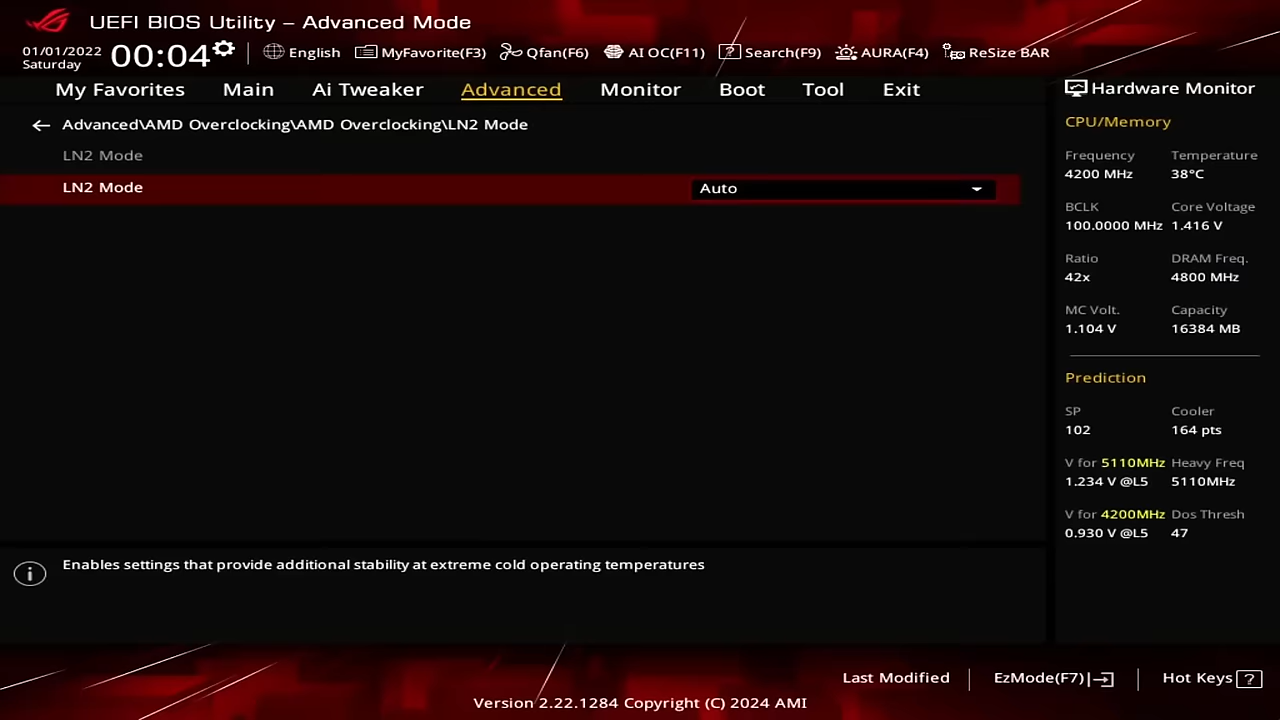 UEFI BIOS Utility – Advanced Mode
01/01/2022
Saturday
00:04
English
MyFavorite(F3)
Qfan(F6)
AI OC(F11)
Search(F9)
AURA(F4)
ReSize BAR
My Favorites
Main
Ai Tweaker
Advanced
Monitor
Boot
Tool
Exit
Advanced\AMD Overclocking\AMD Overclocking\LN2 Mode
LN2 Mode
LN2 Mode
Auto
Enables settings that provide additional stability at extreme cold operating temperatures
Hardware Monitor
CPU/Memory
Frequency Temperature
4200 MHz 38°C
BCLK Core Voltage
100.0000 MHz 1.416 V
Ratio DRAM Freq.
42x 4800 MHz
MC Volt. Capacity
1.104 V 16384 MB
Prediction
SP Cooler
102 164 pts
V for 5110MHz Heavy Freq
1.234 V @L5 5110MHz
V for 4200MHz Dos Thresh
0.930 V @L5 47
Last Modified
EzMode(F7)
Hot Keys ?
Version 2.22.1284 Copyright (C) 2024 AMI